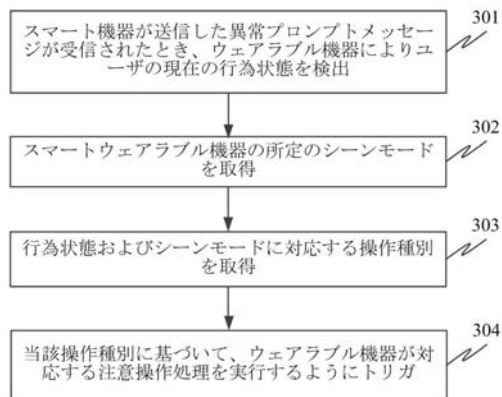 スマート機器が送信した異常プロンプトメッセ
ージが受信されたとき、ウェアラブル機器によりユ
ーザの現在の行為状態を検出
301
スマートウェアラブル機器の所定のシーンモード
を取得
302
行為状態およびシーンモードに対応する操作種別
を取得
303
当該操作種別に基づいて、ウェアラブル機器が対
応する注意操作処理を実行するようにトリガ
304